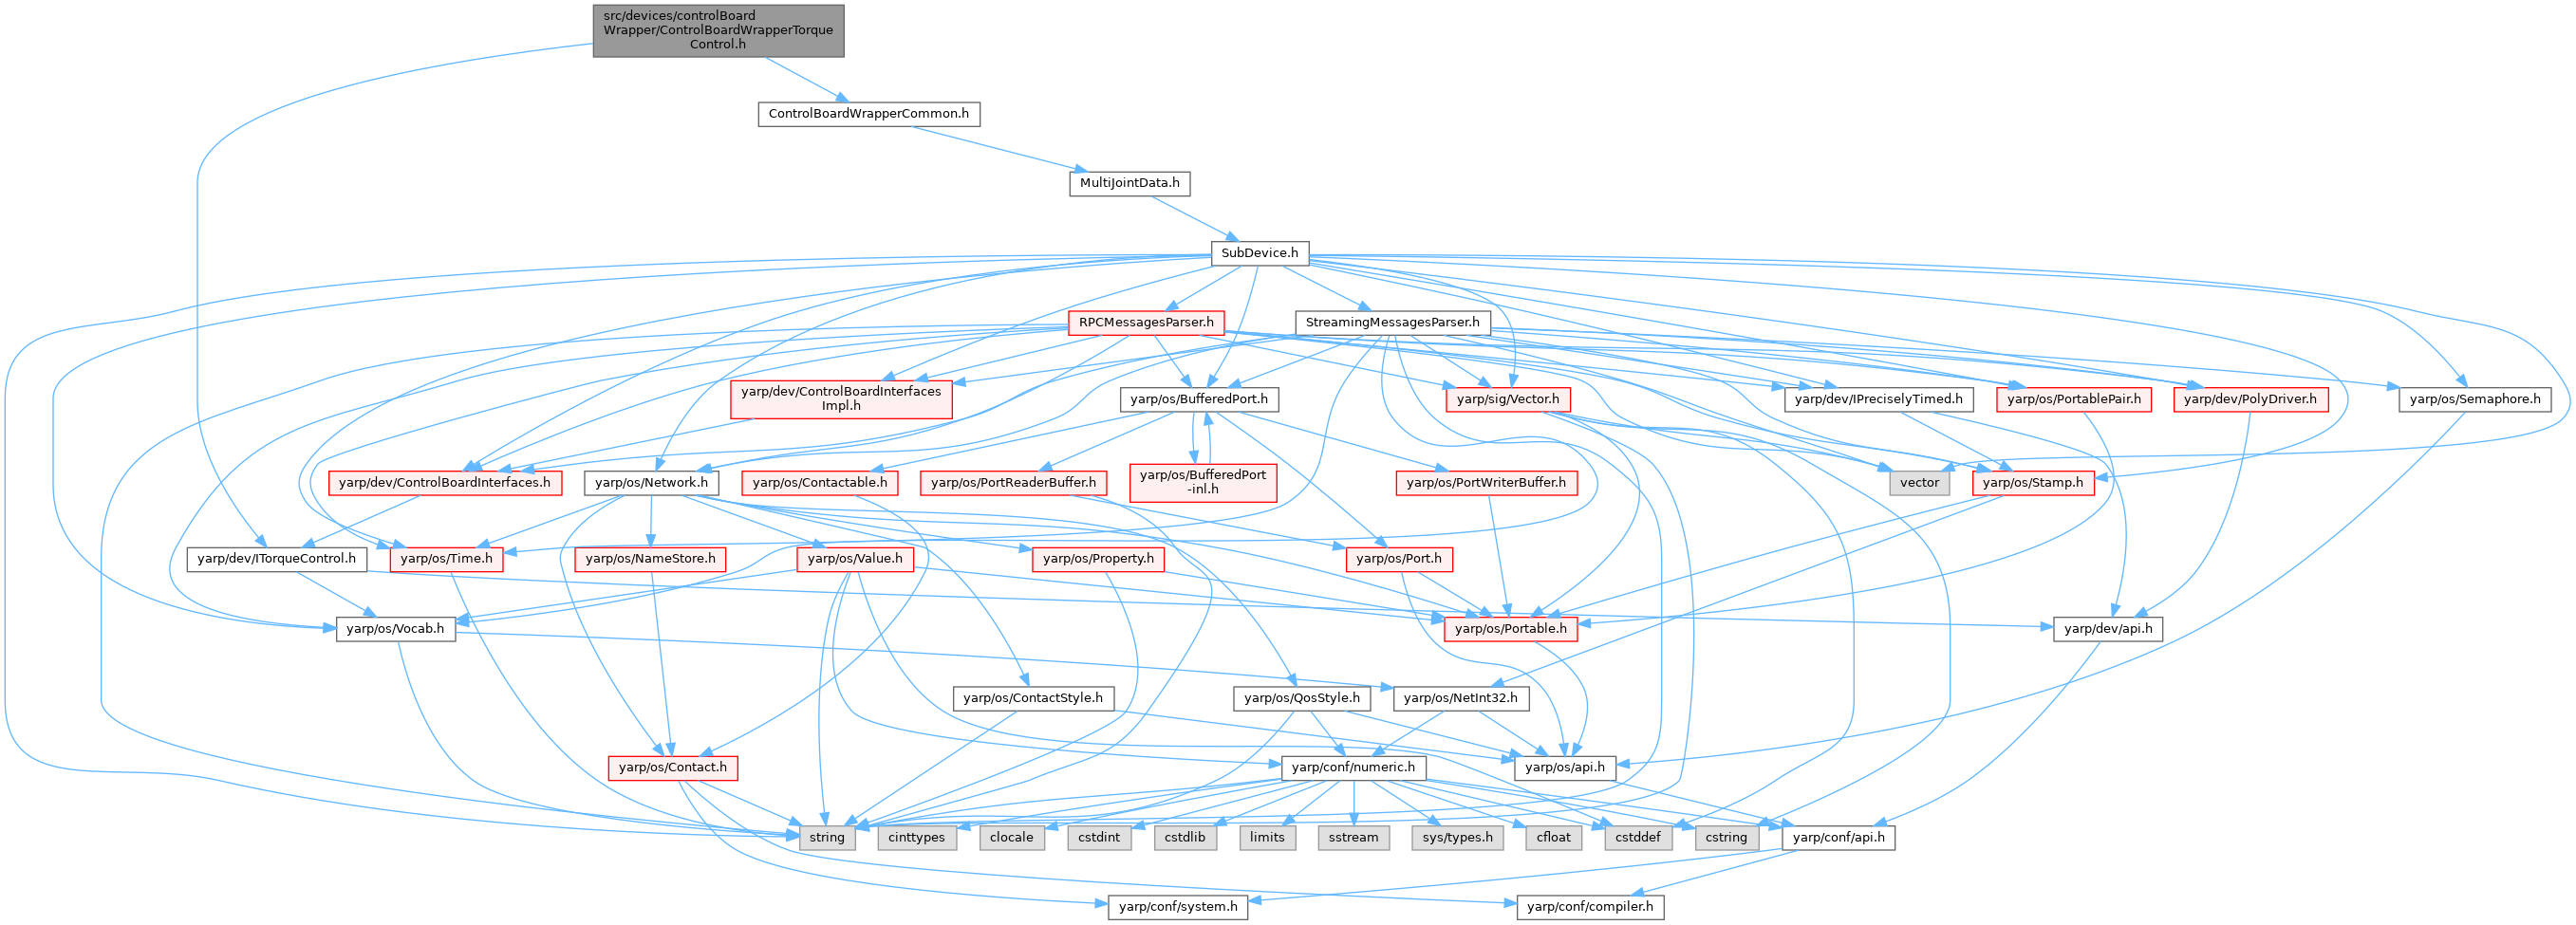 src/devices/controlBoard
Wrapper/ControlBoardWrapperTorque
Control.h
ControlBoardWrapperCommon.h
MultiJointData.h
SubDevice.h
RPCMessagesParser.h
StreamingMessagesParser.h
yarp/dev/ControlBoardInterfaces
Impl.h
yarp/os/BufferedPort.h
yarp/sig/Vector.h
yarp/dev/IPreciselyTimed.h
yarp/os/PortablePair.h
yarp/dev/PolyDriver.h
yarp/os/Semaphore.h
yarp/dev/ControlBoardInterfaces.h
yarp/os/Network.h
yarp/os/Contactable.h
yarp/os/PortReaderBuffer.h
yarp/os/BufferedPort
-inl.h
yarp/os/PortWriterBuffer.h
vector
yarp/os/Stamp.h
yarp/dev/ITorqueControl.h
yarp/os/Time.h
yarp/os/NameStore.h
yarp/os/Value.h
yarp/os/Property.h
yarp/os/Port.h
yarp/os/Vocab.h
yarp/os/Portable.h
yarp/dev/api.h
yarp/os/ContactStyle.h
yarp/os/QosStyle.h
yarp/os/NetInt32.h
yarp/os/Contact.h
yarp/conf/numeric.h
yarp/os/api.h
string
cinttypes
clocale
cstdint
cstdlib
limits
sstream
sys/types.h
cfloat
cstddef
cstring
yarp/conf/api.h
yarp/conf/system.h
yarp/conf/compiler.h